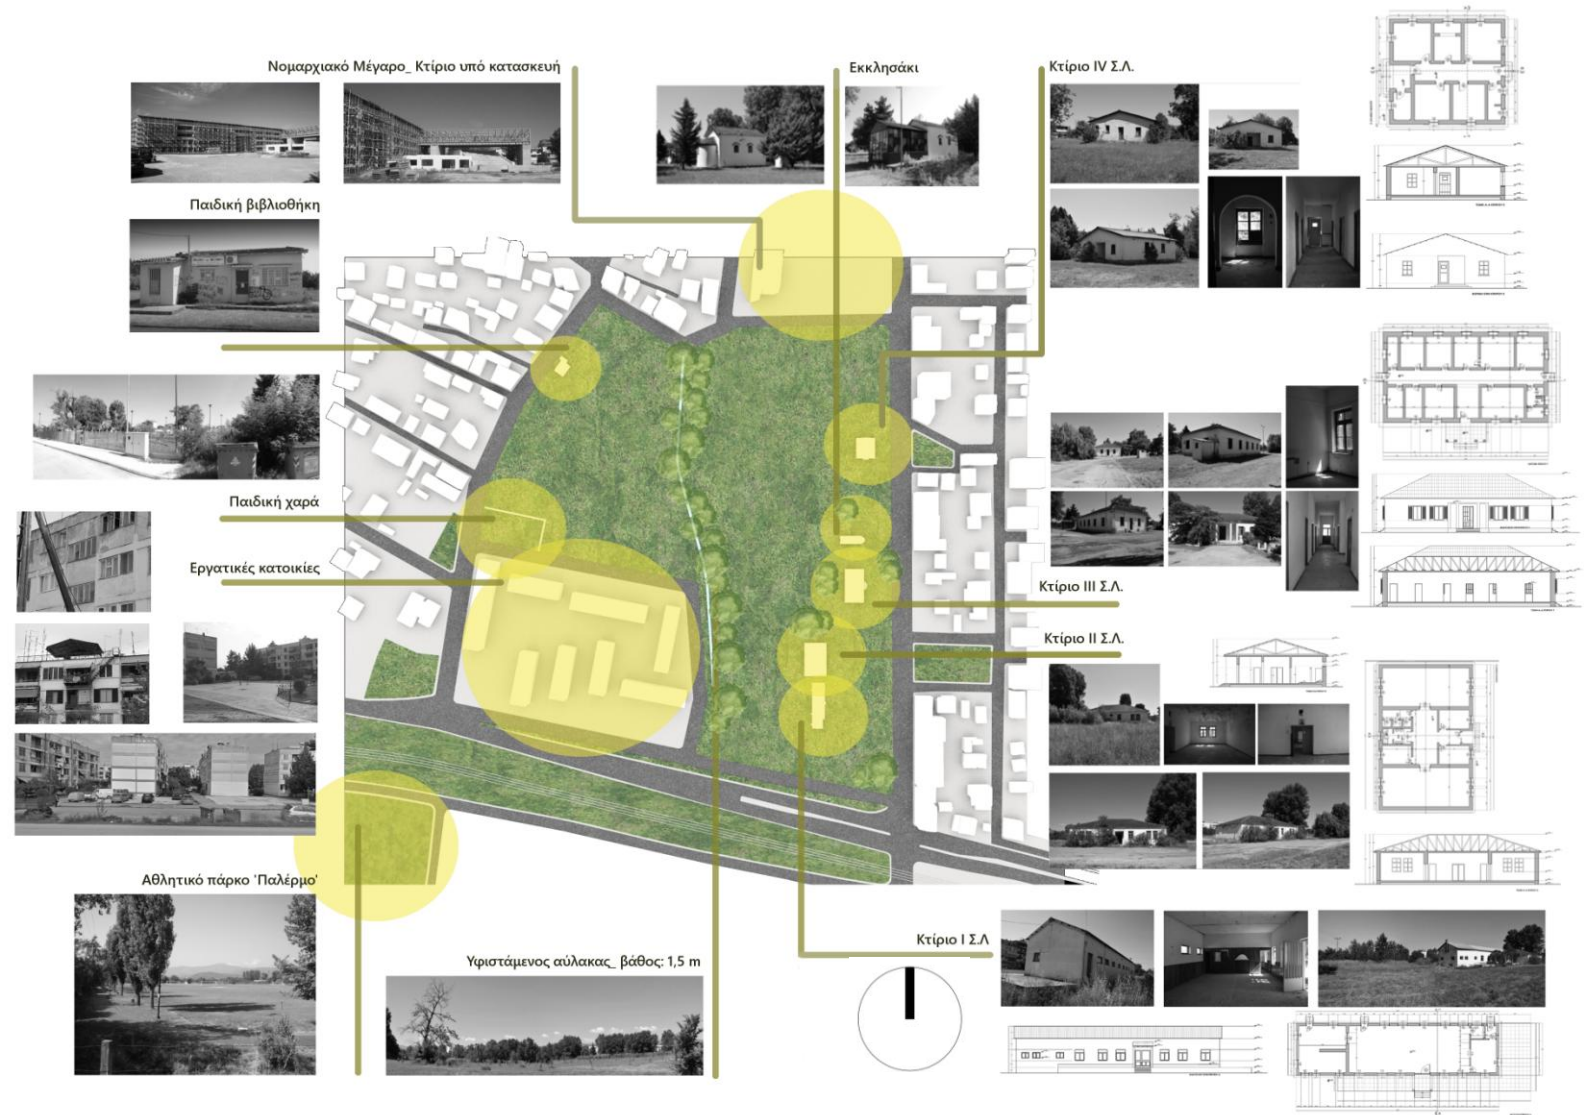 Νομαρχιακό Μέγαρο_ Κτίριο υπό κατασκευή
Εκκλησάκι
Κτίριο IV Σ.Λ.
Παιδική βιβλιοθήκη
Παιδική χαρά
Εργατικές κατοικίες
Κτίριο III Σ.Λ.
Κτίριο II Σ.Λ.
Αθλητικό πάρκο 'Παλέρμο'
Υφιστάμενος αύλακας_ βάθος: 1,5 m
Κτίριο I Σ.Λ